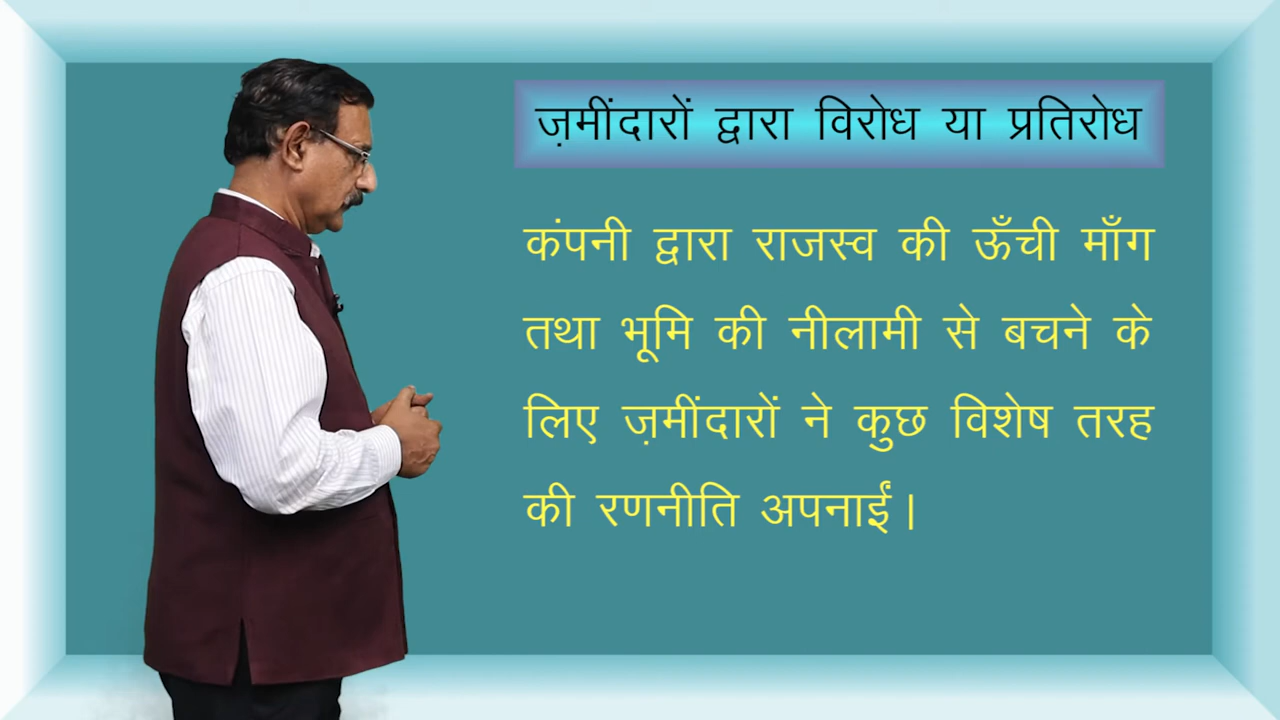 ज़मींदारों द्वारा विरोध या प्रतिरोध
कंपनी द्वारा राजस्व की ऊँची माँग
तथा भूमि की नीलामी से बचने के
लिए ज़मींदारों ने कुछ विशेष तरह
की रणनीति अपनाईं।